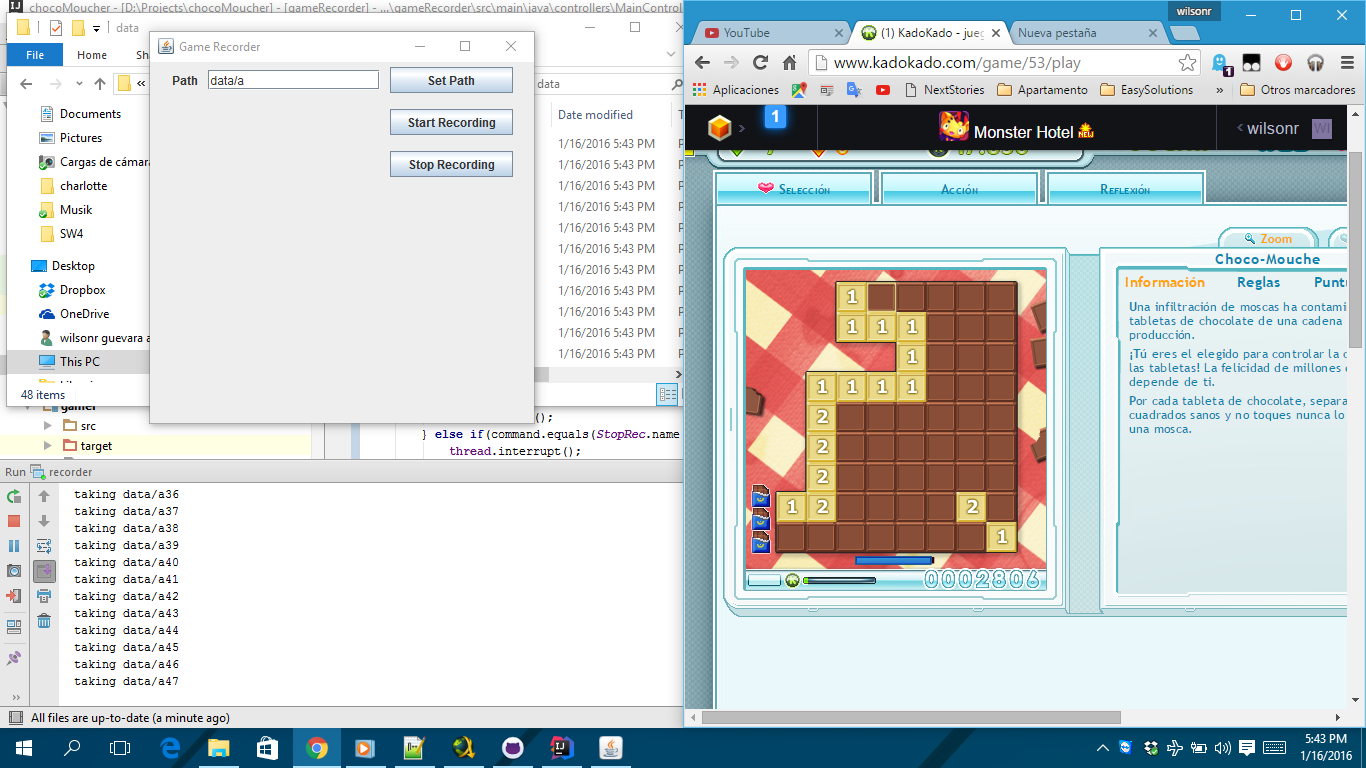 chocoMoucher - [D:\Projects\chocoMoucher] - [gameRecorder] - ...\gameRecorder\src\main\java\controllers\MainControl
data
File
Home
Game Recorder
Path
data/a
Set Path
Start Recording
Stop Recording
«
data
Documents
Pictures
Cargas de cámara
charlotte
Musik
SW4
Desktop
Dropbox
OneDrive
wilsonr guevara a
This PC
48 items
Date modified
1/16/2016 5:43 PM
1/16/2016 5:43 PM
1/16/2016 5:43 PM
1/16/2016 5:43 PM
1/16/2016 5:43 PM
1/16/2016 5:43 PM
1/16/2016 5:43 PM
1/16/2016 5:43 PM
1/16/2016 5:43 PM
1/16/2016 5:43 PM
1/16/2016 5:43 PM
src
target
();
} else if(command.equals(StopRec.name
thread.interrupt();
Run
recorder
taking data/a36
taking data/a37
taking data/a38
taking data/a39
taking data/a40
taking data/a41
taking data/a42
taking data/a43
taking data/a44
taking data/a45
taking data/a46
taking data/a47
All files are up-to-date (a minute ago)
wilsonr
YouTube
(1) KadoKado - jueg
Nueva pestaña
www.kadokado.com/game/53/play
1
Aplicaciones
NextStories
Apartamento
EasySolutions
»
Otros marcadores
1
Monster Hotel
NEW
wilsonr
WI
Selección
Acción
Reflexión
Zoom
Choco-Mouche
Información
Reglas
Punt
Una infiltración de moscas ha contami
tabletas de chocolate de una cadena
producción.
¡Tú eres el elegido para controlar la c
las tabletas! La felicidad de millones
depende de ti.
Por cada tableta de chocolate, separa
cuadrados sanos y no toques nunca lo
una mosca.
1
1 1 1
1
1 1 1 1
2
2
2
1 2 2
1
0002806
5:43 PM
1/16/2016